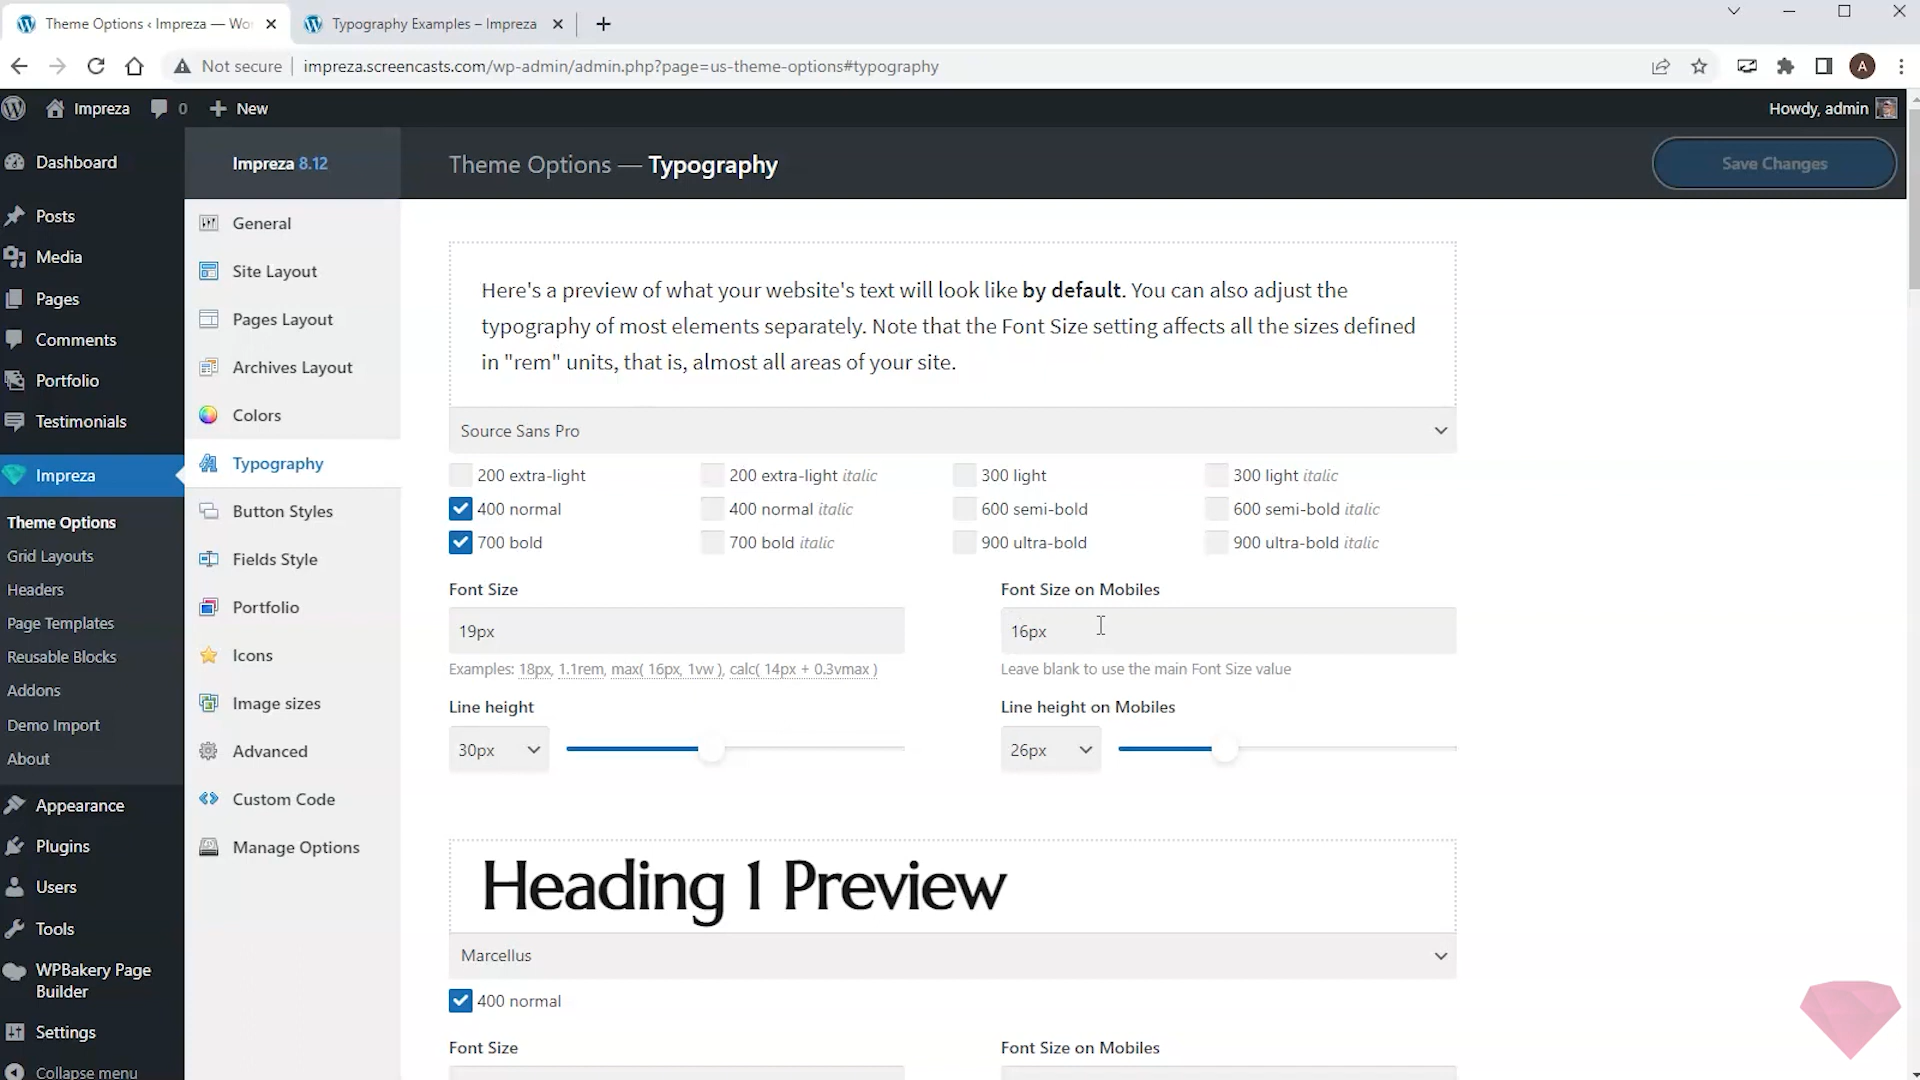 Theme Options ‹ Impreza — Wo
Typography Examples – Impreza
Not secure
impreza.screencasts.com/wp-admin/admin.php?page=us-theme-options#typography
A
Impreza
0
New
Howdy, admin
Dashboard
Posts
Media
Pages
Comments
Portfolio
Testimonials
Impreza
Theme Options
Grid Layouts
Headers
Page Templates
Reusable Blocks
Addons
Demo Import
About
Appearance
Plugins
Users
Tools
WPBakery Page
Builder
Settings
Collapse menu
Impreza 8.12
General
Site Layout
Pages Layout
Archives Layout
Colors
Typography
Button Styles
Fields Style
Portfolio
Icons
Image sizes
Advanced
Custom Code
Manage Options
Theme Options — Typography
Save Changes
Here's a preview of what your website's text will look like by default. You can also adjust the
typography of most elements separately. Note that the Font Size setting affects all the sizes defined
in "rem" units, that is, almost all areas of your site.
Source Sans Pro
200 extra-light 200 extra-light italic 300 light 300 light italic
400 normal 400 normal italic 600 semi-bold 600 semi-bold italic
700 bold 700 bold italic 900 ultra-bold 900 ultra-bold italic
Font Size
19px
Examples: 18px, 1.1rem, max( 16px, 1vw ), calc( 14px + 0.3vmax )
Font Size on Mobiles
16px
Leave blank to use the main Font Size value
Line height
30px
Line height on Mobiles
26px
Heading 1 Preview
Marcellus
400 normal
Font Size
Font Size on Mobiles